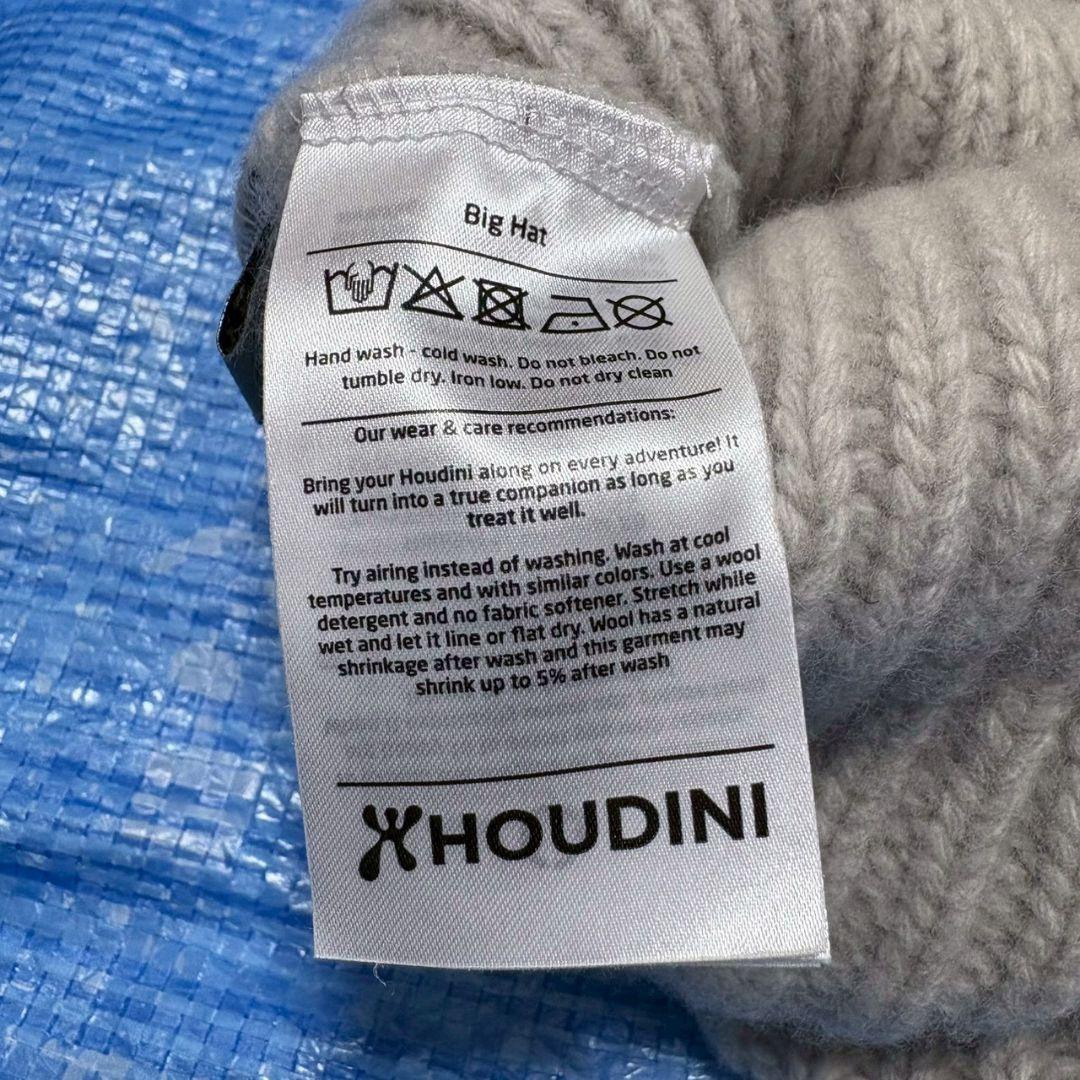 Big Hat
Hand wash - cold wash. Do not bleach. Do not
tumble dry. Iron low. Do not dry clean
Our wear & care recommendations:
Bring your Houdini along on every adventure! It
will turn into a true companion as long as you
treat it well.
Try airing instead of washing. Wash at cool
temperatures and with similar colors. Use a wool
detergent and no fabric softener. Stretch while
wet and let it line or flat dry. Wool has a natural
shrinkage after wash and this garment may
shrink up to 5% after wash
HOUDINI